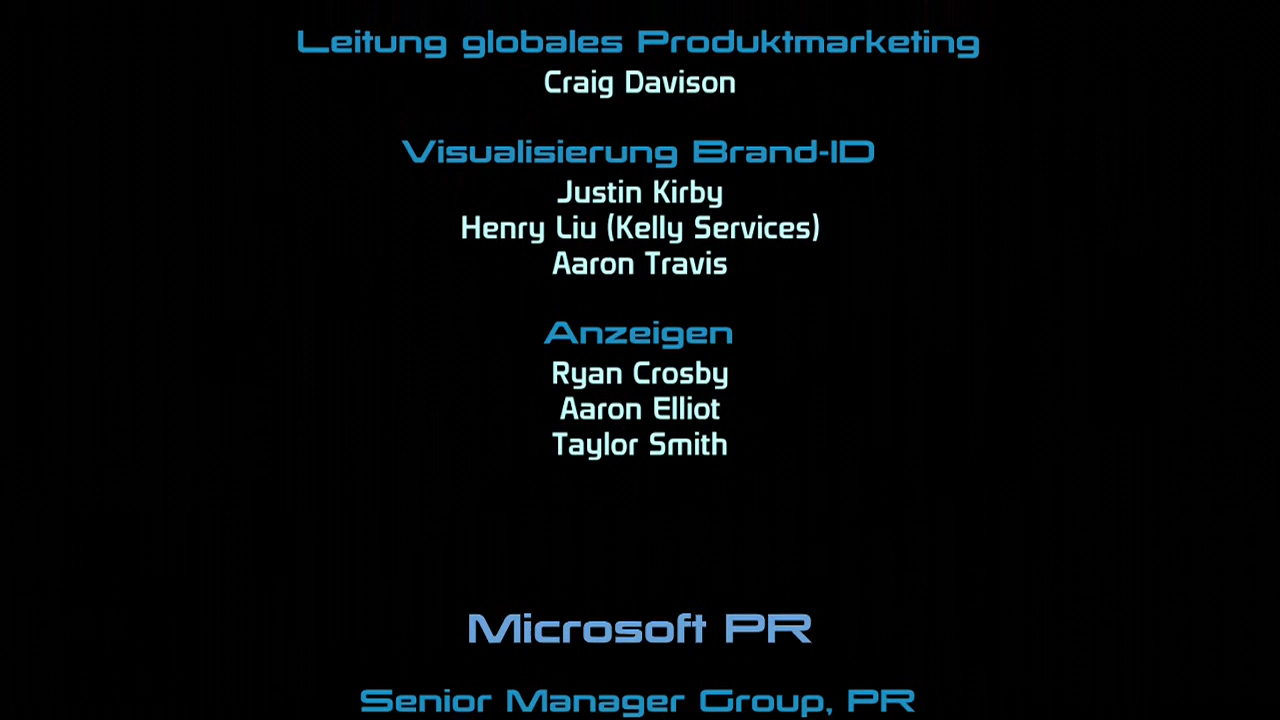 Leitung globales Produktmarketing
Craig Davison
Visualisierung Brand-ID
Justin Kirby
Henry Liu (Kelly Services)
Aaron Travis
Anzeigen
Ryan Crosby
Aaron Elliot
Taylor Smith
Microsoft PR
Senior Manager Group, PR